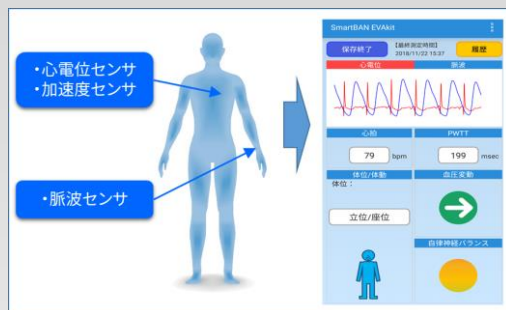 ・心電位センサ
・加速度センサ
・脈波センサ
SmartBAN EVAkit
保存終了
【最終測定時間】
2018/11/22 15:37
履歴
心電位
脈波
心拍
PWTT
79 bpm
199 msec
体位/体動
血圧変動
体位：
立位/座位
自律神経バランス